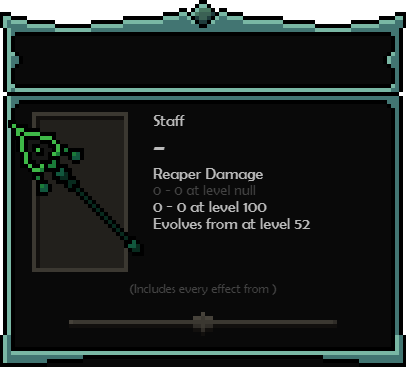 Staff
–
Reaper Damage
0 - 0 at level null
0 - 0 at level 100
Evolves from at level 52
(Includes every effect from )